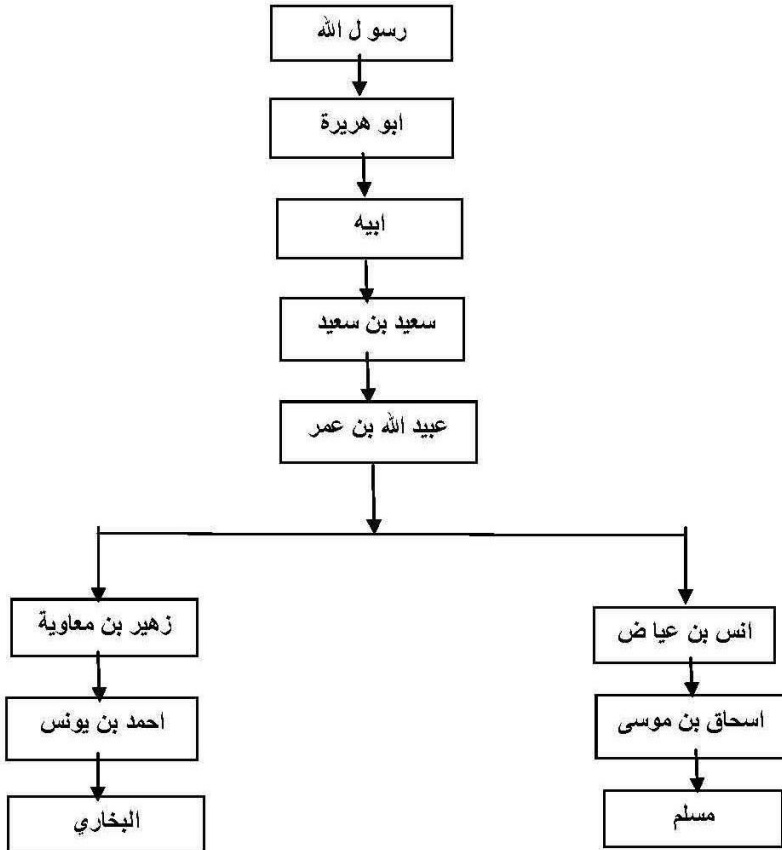 رسو ل الله
ابو هريرة
ابيه
سعيد بن سعيد
عبيد الله بن عمر
انس بن عيا ض
زهير بن معاوية
اسحاق بن موسى
احمد بن يونس
مسلم
البخاري